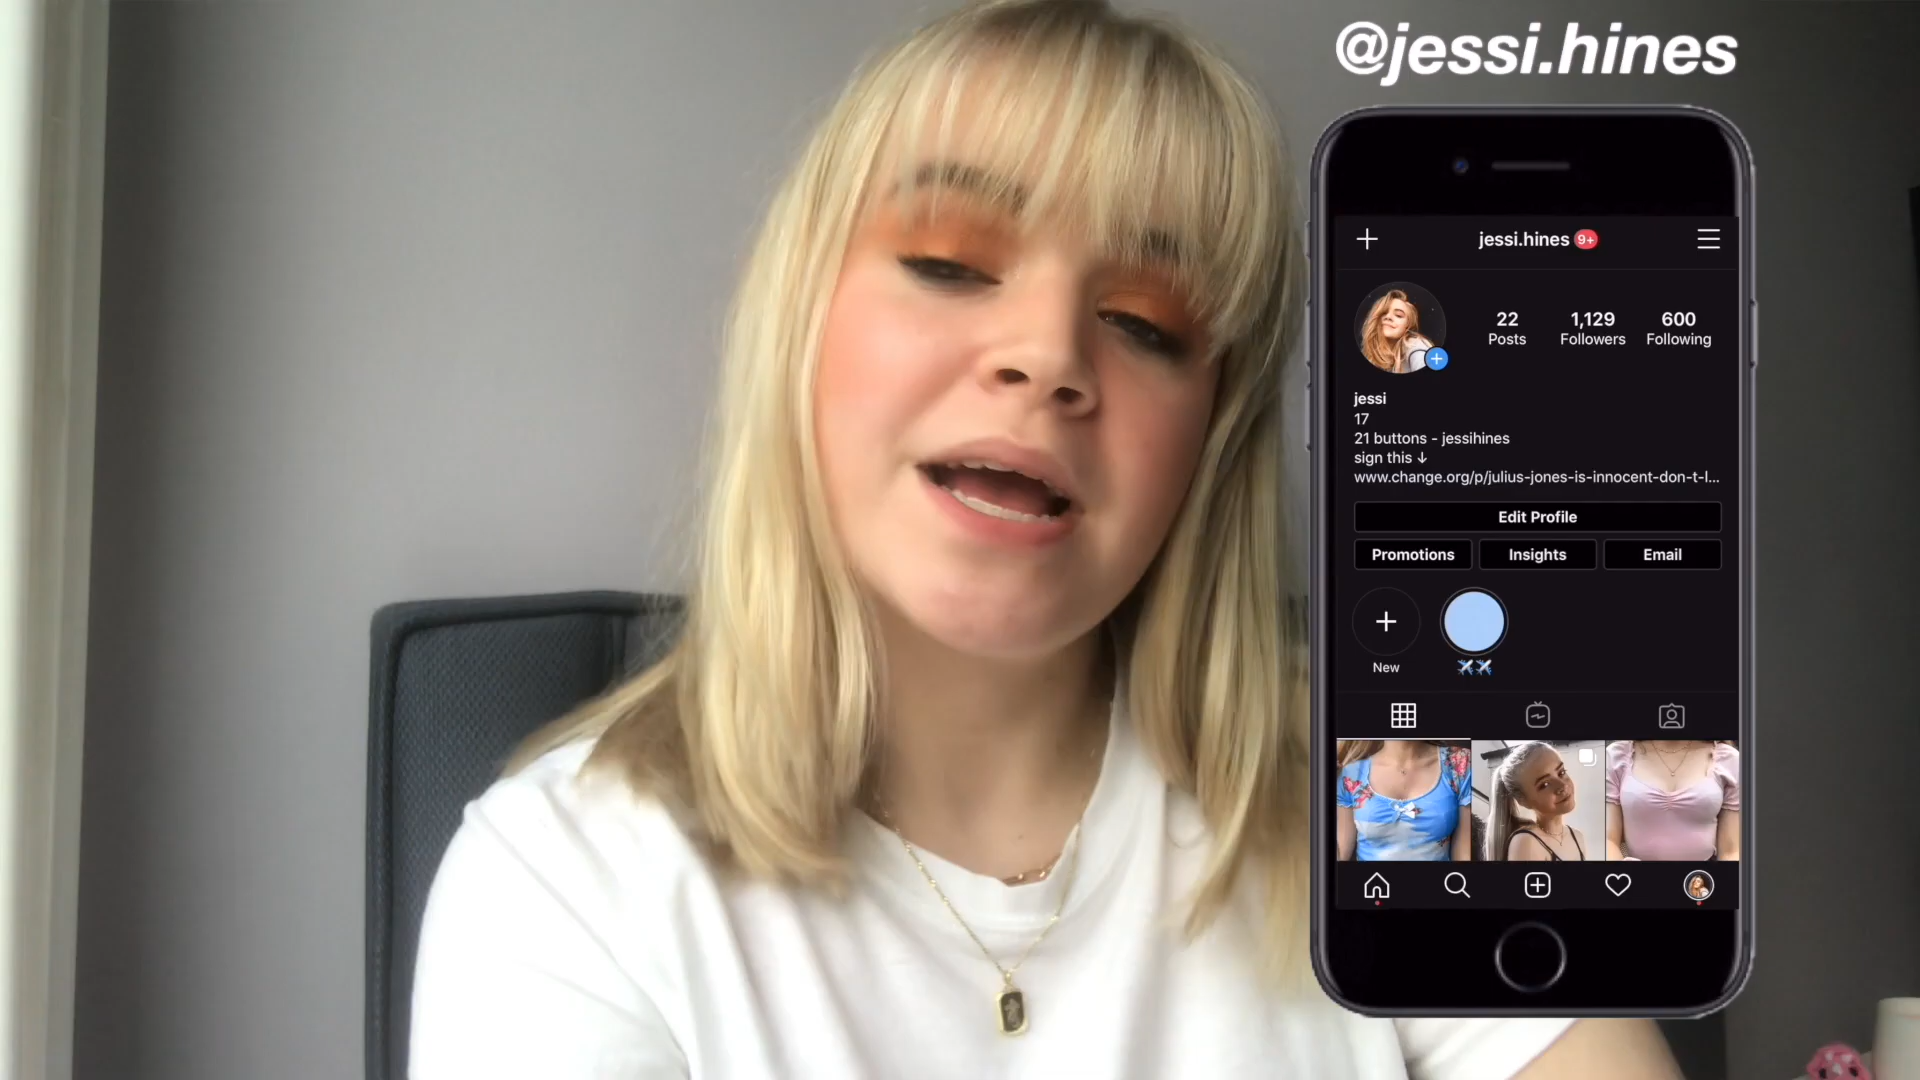 @jessi.hines
jessi.hines 9+
22 1,129 600
Posts Followers Following
jessi
17
21 buttons - jessihines
sign this ↓
www.change.org/p/julius-jones-is-innocent-don-t-l...
Edit Profile
Promotions Insights Email
New ✈️✈️